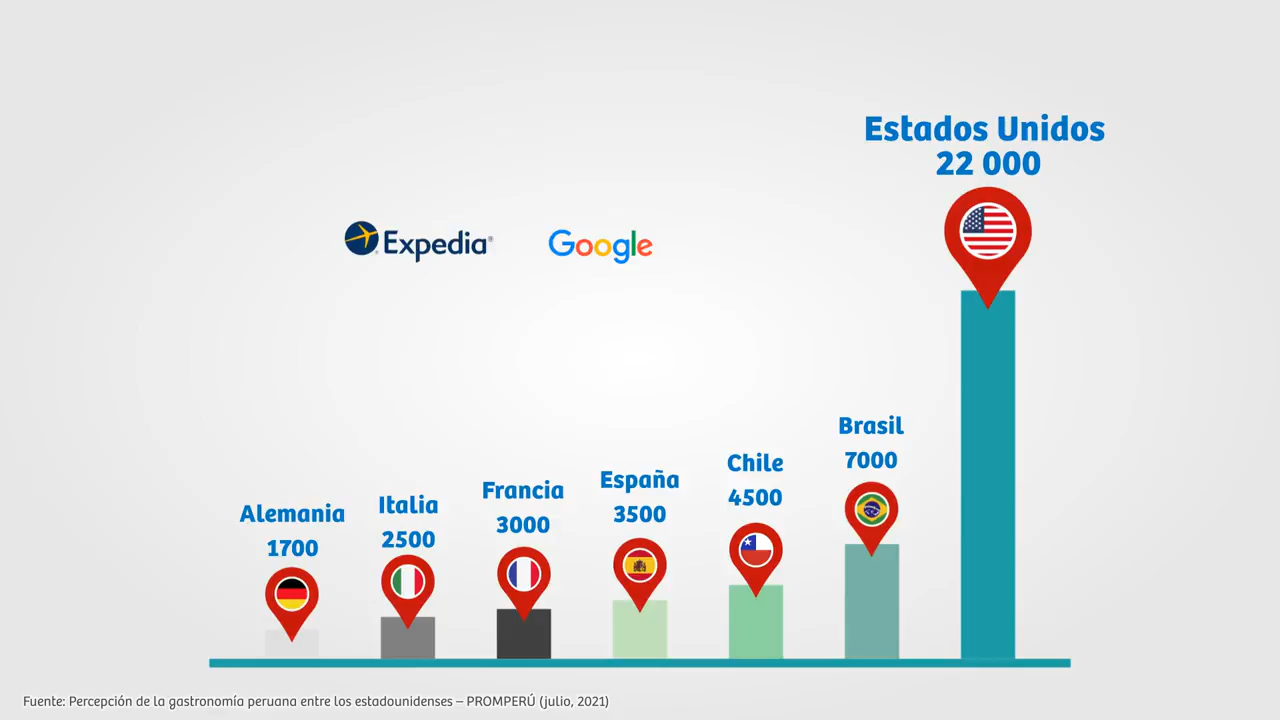 Estados Unidos
22 000
Expedia®
Google
Brasil
7000
Chile
4500
España
3500
Francia
3000
Italia
2500
Alemania
1700
Fuente: Percepción de la gastronomía peruana entre los estadounidenses – PROMPERÚ (julio, 2021)